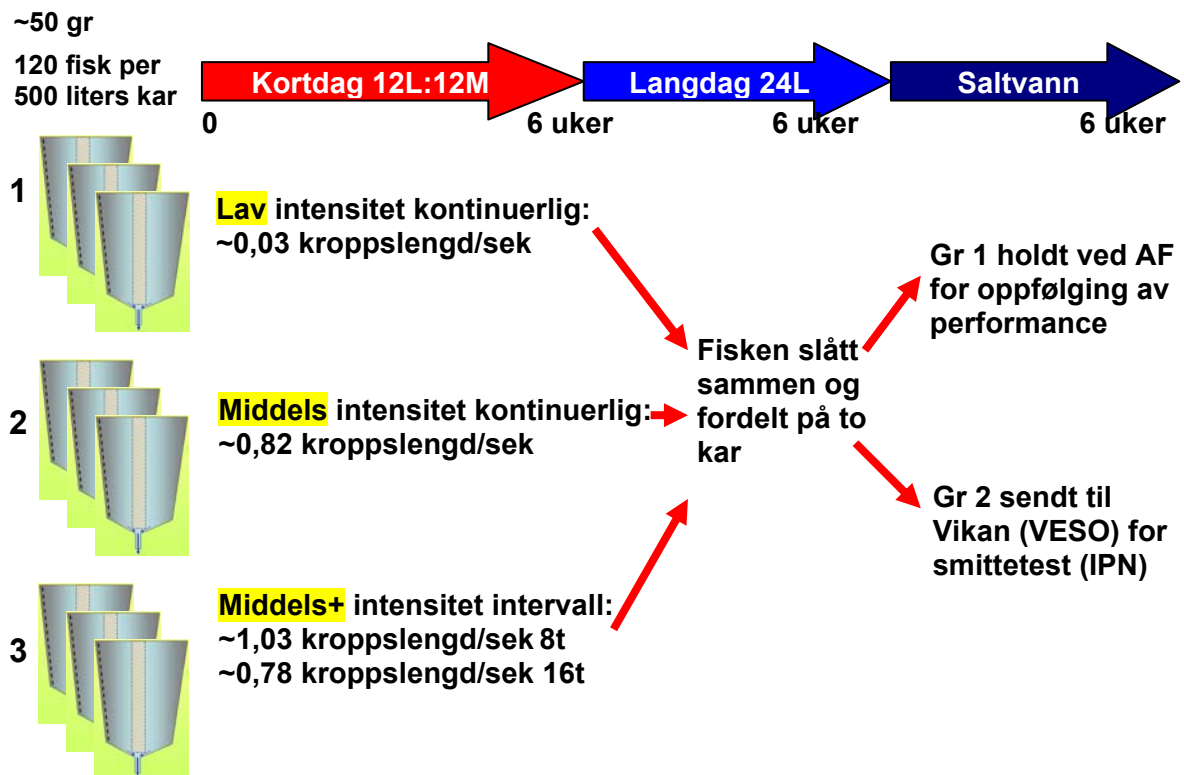 ~50 gr
120 fisk per
500 liters kar
Kortdag 12L:12M
Langdag 24L
Saltvann
0
6 uker
6 uker
6 uker
1
Lav intensitet kontinuerlig:
~0,03 kroppslengd/sek
Gr 1 holdt ved AF
for oppfølging av
performance
Fisken slått
sammen og
fordelt på to
kar
2
Middels intensitet kontinuerlig:
~0,82 kroppslengd/sek
Gr 2 sendt til
Vikan (VESO) for
smittetest (IPN)
3
Middels+ intensitet intervall:
~1,03 kroppslengd/sek 8t
~0,78 kroppslengd/sek 16t